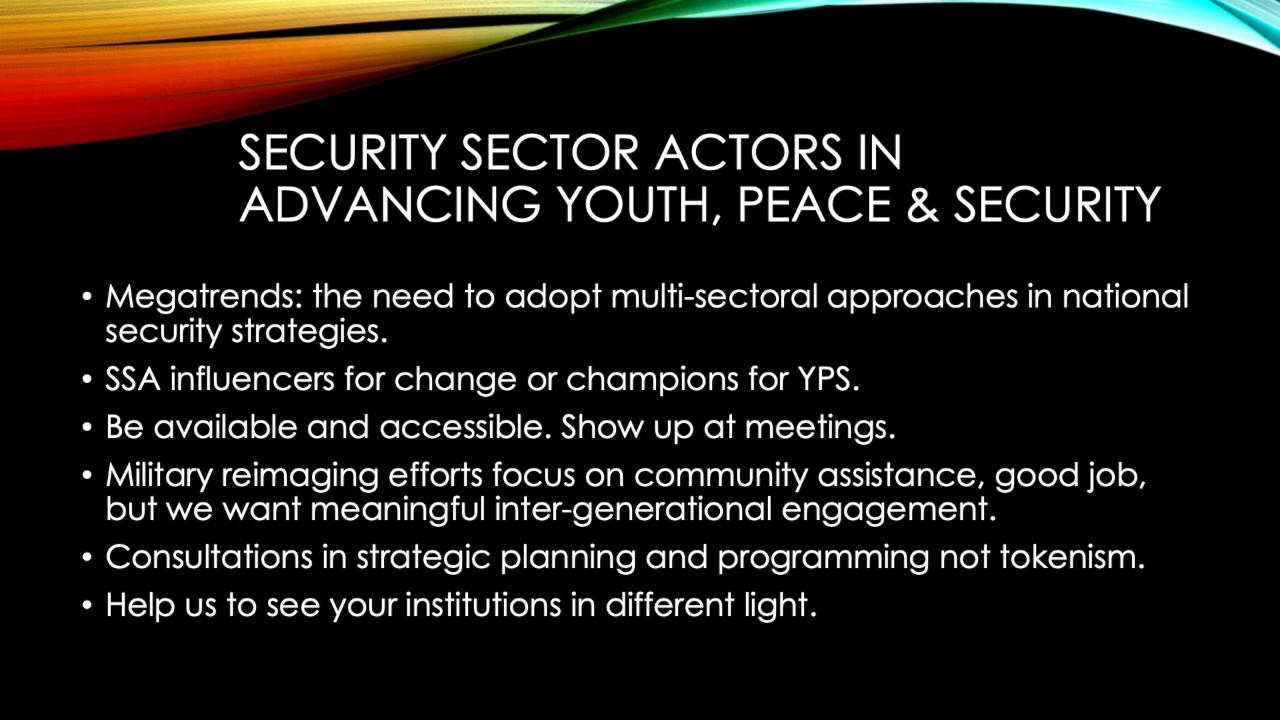 SECURITY SECTOR ACTORS IN
ADVANCING YOUTH, PEACE & SECURITY
• Megatrends: the need to adopt multi-sectoral approaches in national
security strategies.
• SSA influencers for change or champions for YPS.
• Be available and accessible. Show up at meetings.
• Military reimaging efforts focus on community assistance, good job,
but we want meaningful inter-generational engagement.
• Consultations in strategic planning and programming not tokenism.
• Help us to see your institutions in different light.